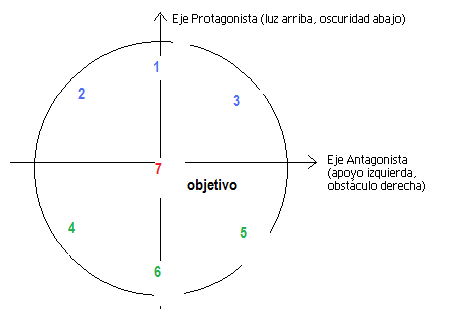 Eje Protagonista (luz arriba, oscuridad abajo)
1
2
3
Eje Antagonista
(apoyo izquierda,
obstáculo derecha)
7
objetivo
4
5
6